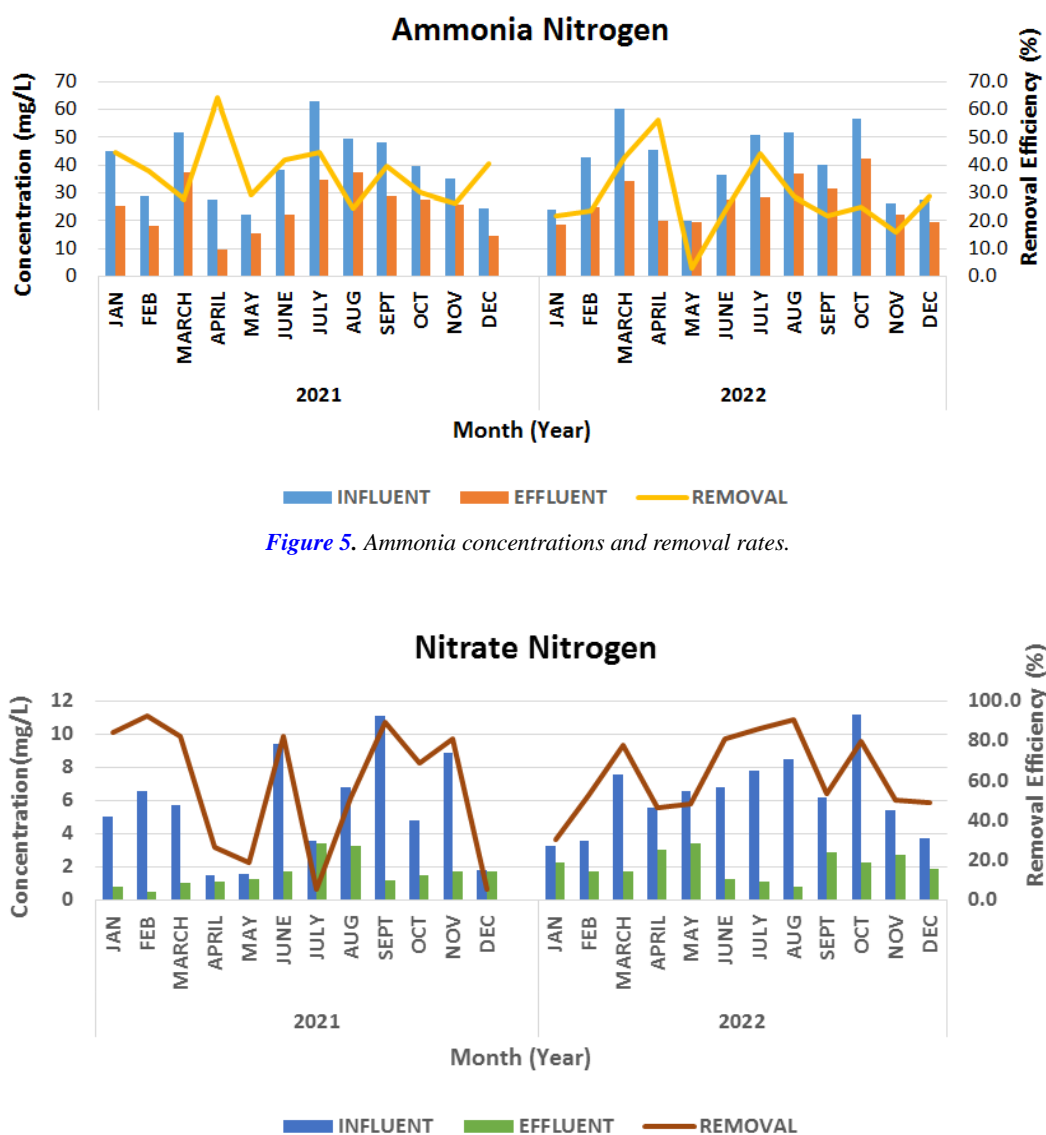 Ammonia Nitrogen
Concentration (mg/L)
70
60
50
40
30
20
10
0
70.0
60.0
50.0
40.0
30.0
20.0
10.0
0.0
Removal Efficiency (%)
JAN FEB MARCH APRIL MAY JUNE JULY AUG SEPT OCT NOV DEC JAN FEB MARCH APRIL MAY JUNE JULY AUG SEPT OCT NOV DEC
2021 2022
Month (Year)
INFLUENT EFFLUENT REMOVAL
Figure 5. Ammonia concentrations and removal rates.
Nitrate Nitrogen
Concentration(mg/L)
12
10
8
6
4
2
0
100.0
80.0
60.0
40.0
20.0
0.0
Removal Efficiency (%)
JAN FEB MARCH APRIL MAY JUNE JULY AUG SEPT OCT NOV DEC JAN FEB MARCH APRIL MAY JUNE JULY AUG SEPT OCT NOV DEC
2021 2022
Month (Year)
INFLUENT EFFLUENT REMOVAL